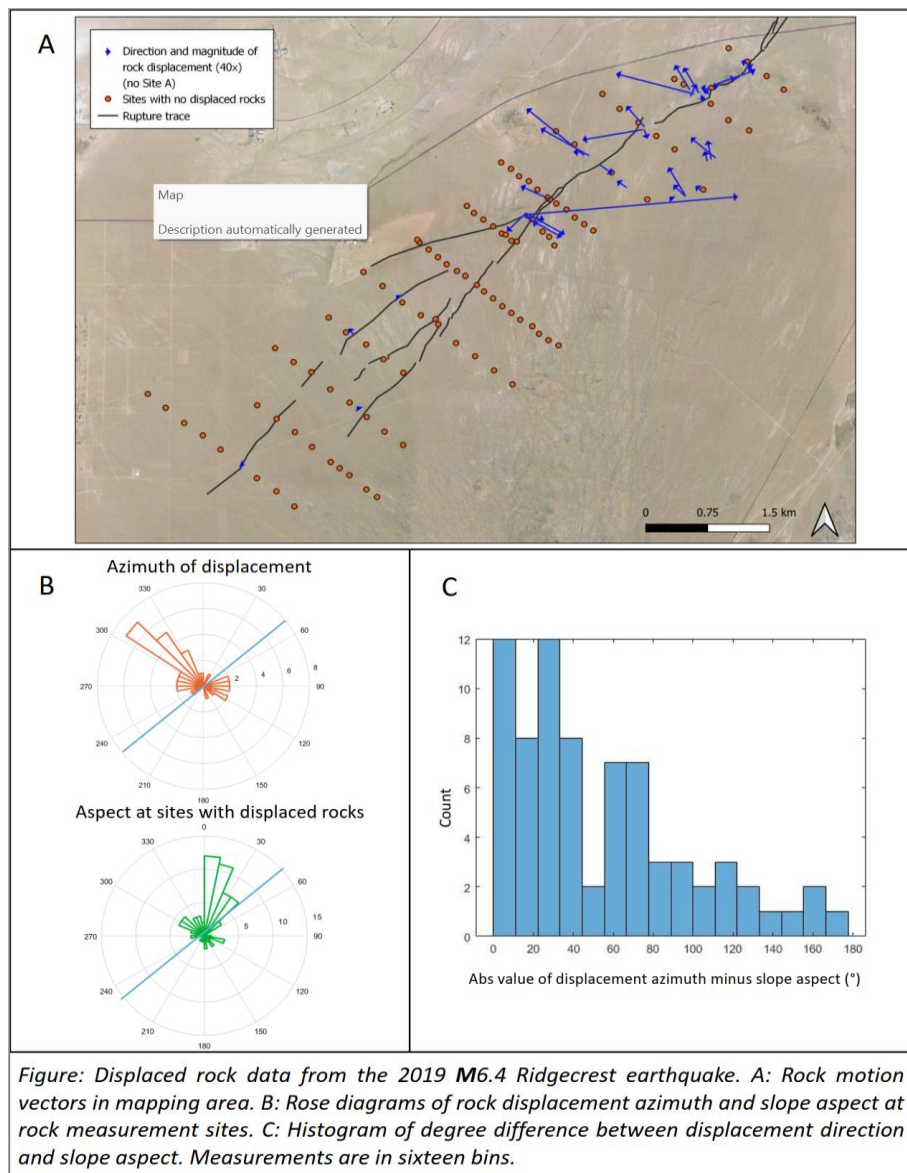 A
Direction and magnitude of
rock displacement (40x)
(no Site A)
Sites with no displaced rocks
Rupture trace
Map
Description automatically generated
0 0.75 1.5 km
B
Azimuth of displacement
330 30
300 60
270 2 4 6 8 90
240 120
210 150
180
Aspect at sites with displaced rocks
0
330 30
300 60
270 5 10 15 90
240 120
210 150
180
C
12
10
8
6
4
2
0
Count
0 20 40 60 80 100 120 140 160 180
Abs value of displacement azimuth minus slope aspect (°)
Figure: Displaced rock data from the 2019 M6.4 Ridgecrest earthquake. A: Rock motion
vectors in mapping area. B: Rose diagrams of rock displacement azimuth and slope aspect at
rock measurement sites. C: Histogram of degree difference between displacement direction
and slope aspect. Measurements are in sixteen bins.